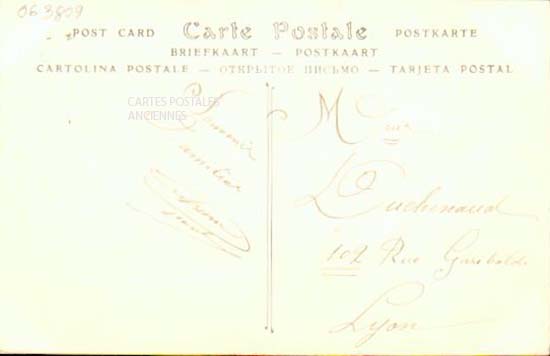 063809
POST CARD Carte Postale POSTKARTE
BRIEFKAART — POSTKAART
CARTOLINA POSTALE — ОТКРЫТОЕ ПИСЬМО — TARJETA POSTAL
CARTES POSTALES
ANCIENNES
Souvenir
familier
M
Duchenaud
102 Rue Garibaldi
Lyon